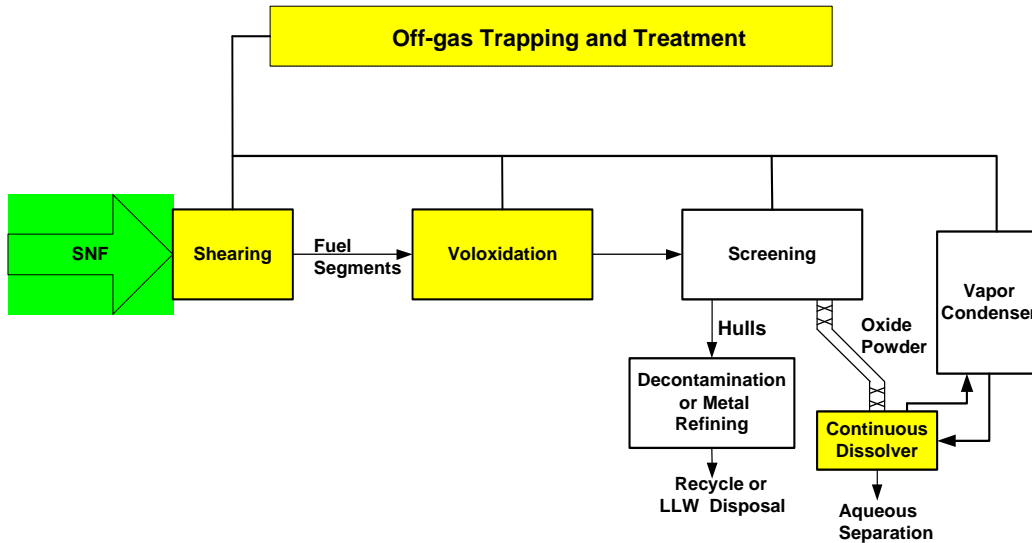 Off-gas Trapping and Treatment
SNF
Shearing
Fuel
Segments
Voloxidation
Screening
Vapor
Condenser
Hulls
Oxide
Powder
Decontamination
or Metal
Refining
Continuous
Dissolver
Recycle or
LLW Disposal
Aqueous
Separation